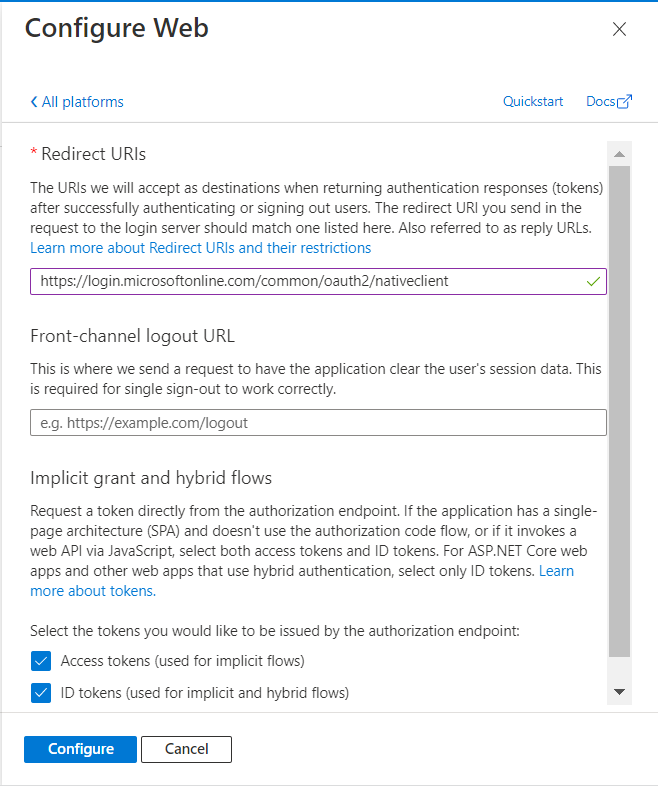 Configure Web
All platforms
Quickstart
Docs
* Redirect URIs
The URIs we will accept as destinations when returning authentication responses (tokens)
after successfully authenticating or signing out users. The redirect URI you send in the
request to the login server should match one listed here. Also referred to as reply URLs.
Learn more about Redirect URIs and their restrictions
https://login.microsoftonline.com/common/oauth2/nativeclient
Front-channel logout URL
This is where we send a request to have the application clear the user's session data. This
is required for single sign-out to work correctly.
e.g. https://example.com/logout
Implicit grant and hybrid flows
Request a token directly from the authorization endpoint. If the application has a single-
page architecture (SPA) and doesn't use the authorization code flow, or if it invokes a
web API via JavaScript, select both access tokens and ID tokens. For ASP.NET Core web
apps and other web apps that use hybrid authentication, select only ID tokens. Learn
more about tokens.
Select the tokens you would like to be issued by the authorization endpoint:
Access tokens (used for implicit flows)
ID tokens (used for implicit and hybrid flows)
Configure
Cancel